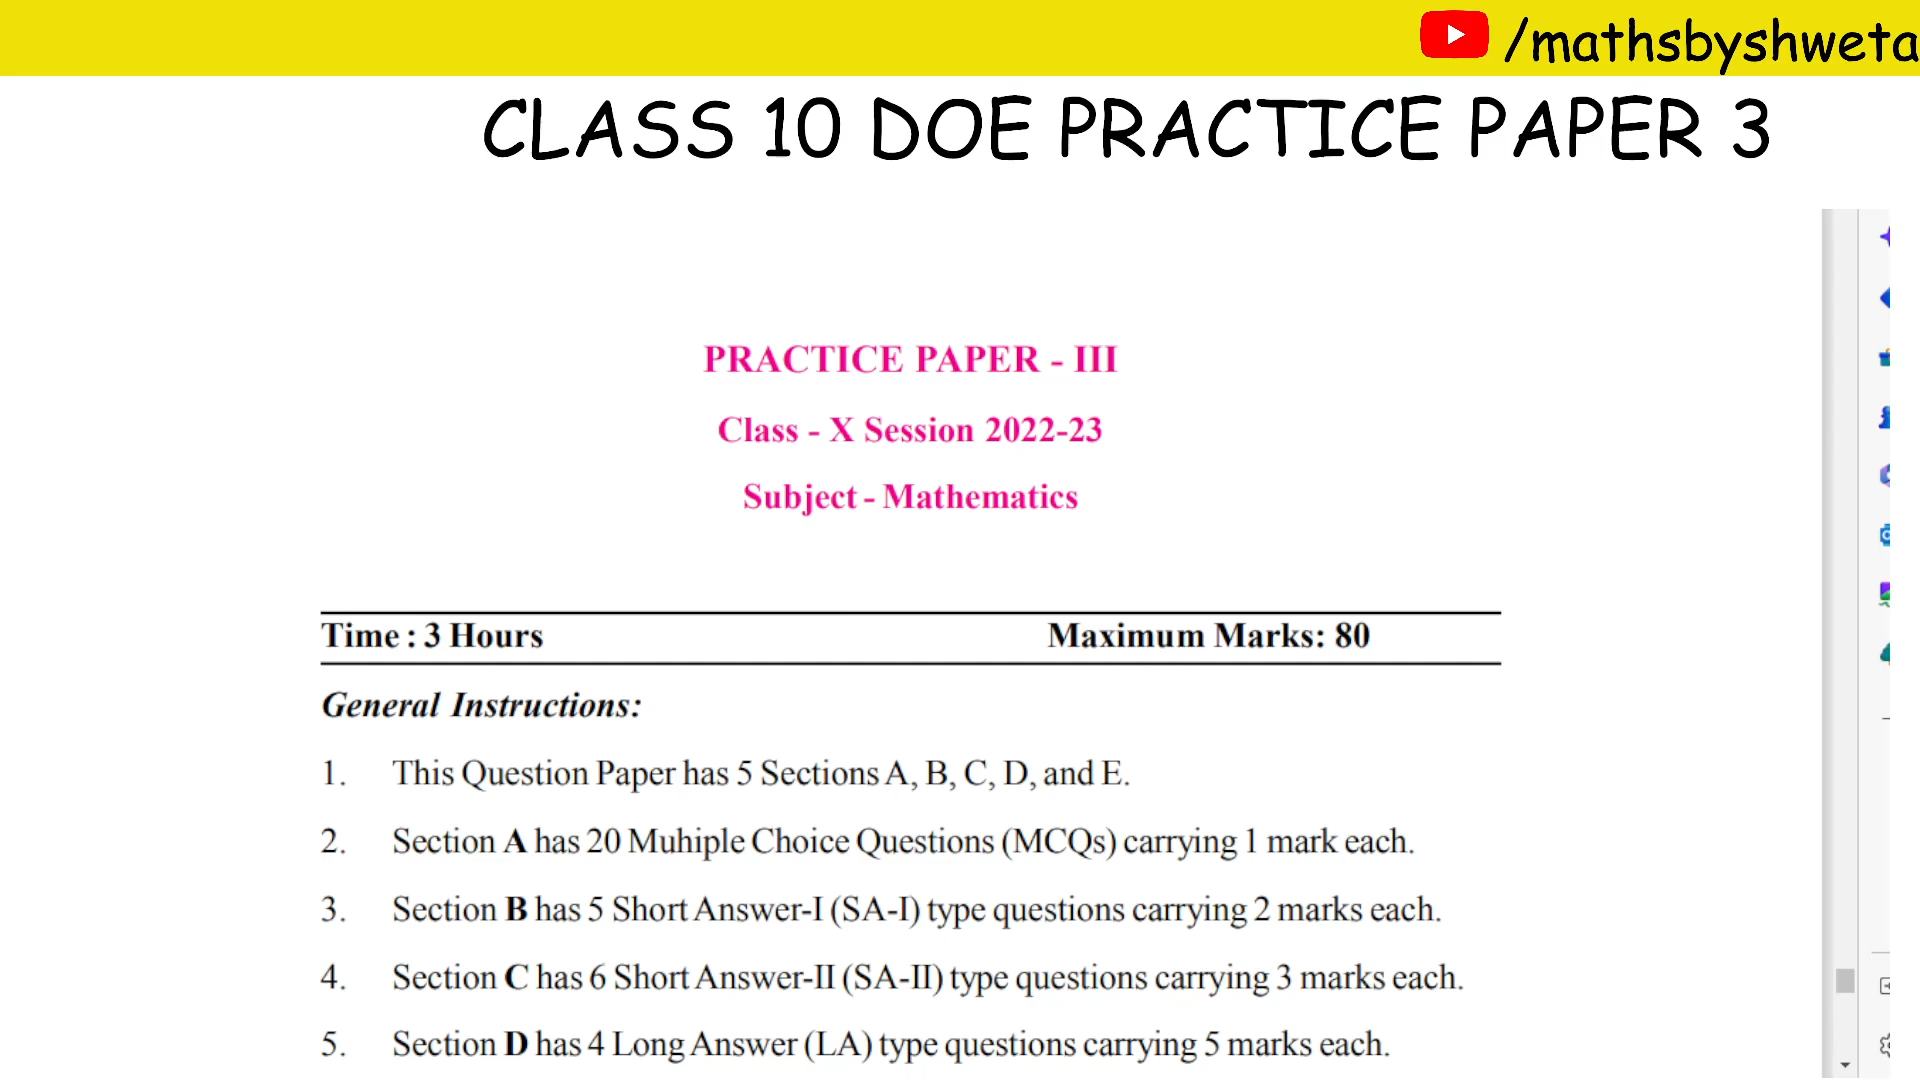 /mathsbyshweta
CLASS 10 DOE PRACTICE PAPER 3
PRACTICE PAPER - III
Class - X Session 2022-23
Subject - Mathematics
Time : 3 Hours Maximum Marks: 80
General Instructions:
1. This Question Paper has 5 Sections A, B, C, D, and E.
2. Section A has 20 Muhiple Choice Questions (MCQs) carrying 1 mark each.
3. Section B has 5 Short Answer-I (SA-I) type questions carrying 2 marks each.
4. Section C has 6 Short Answer-II (SA-II) type questions carrying 3 marks each.
5. Section D has 4 Long Answer (LA) type questions carrying 5 marks each.